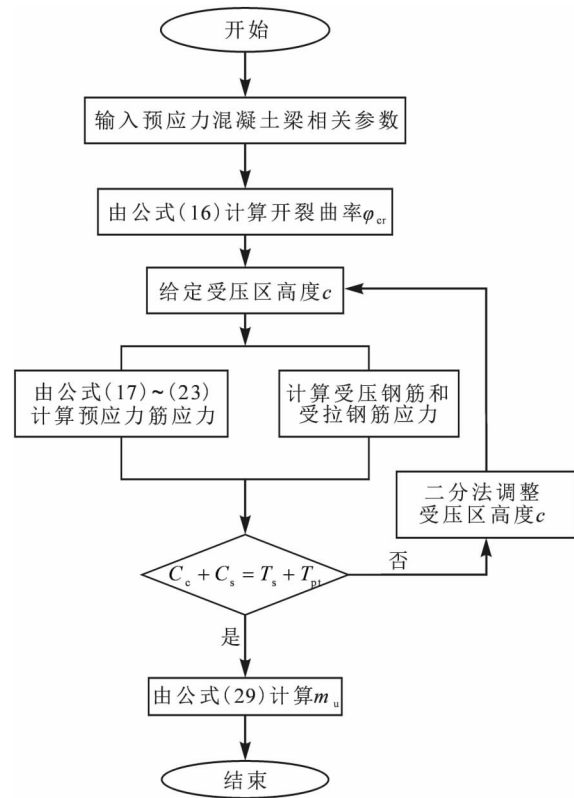 开始
输入预应力混凝土梁相关参数
由公式(16)计算开裂曲率φcr
给定受压区高度c
由公式(17)~(23)
计算预应力筋应力
计算受压钢筋和
受拉钢筋应力
二分法调整
受压区高度c
Cc + Cs = Ts + Tpt
否
是
由公式(29)计算mu
结束